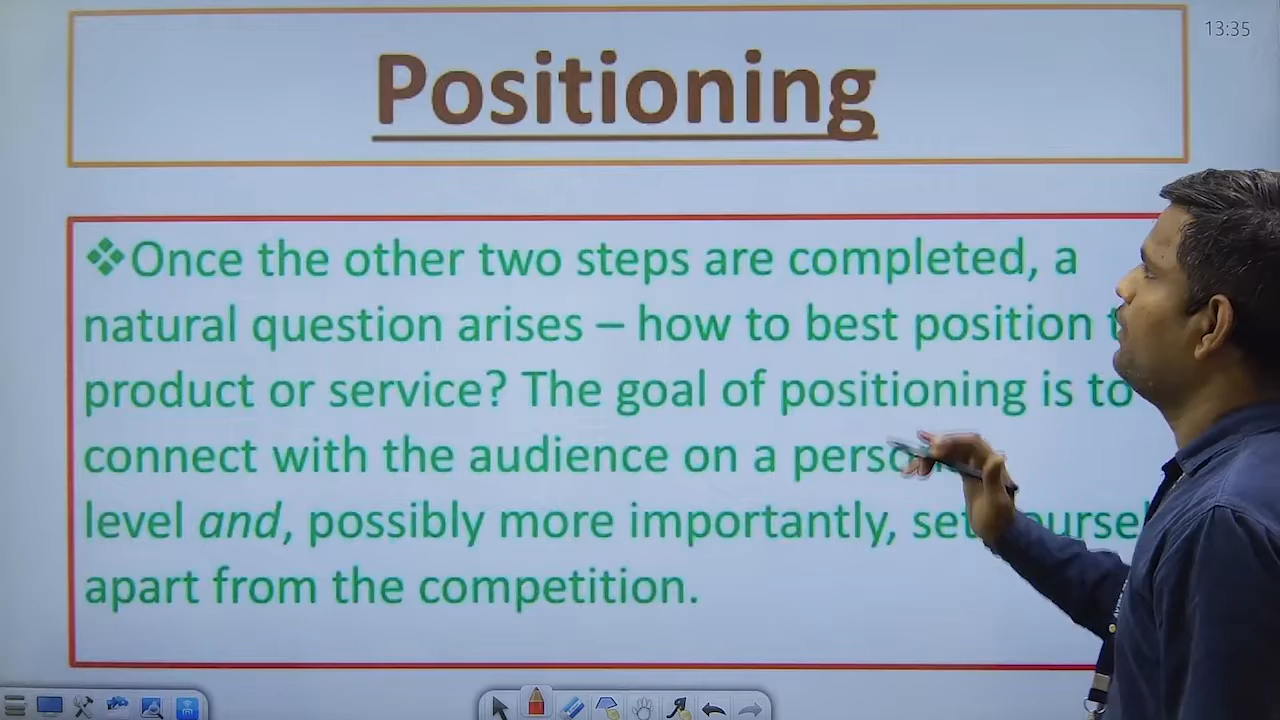 13:35
Positioning
❖Once the other two steps are completed, a
natural question arises – how to best position
product or service? The goal of positioning is to
connect with the audience on a
level and, possibly more importantly, set
apart from the competition.